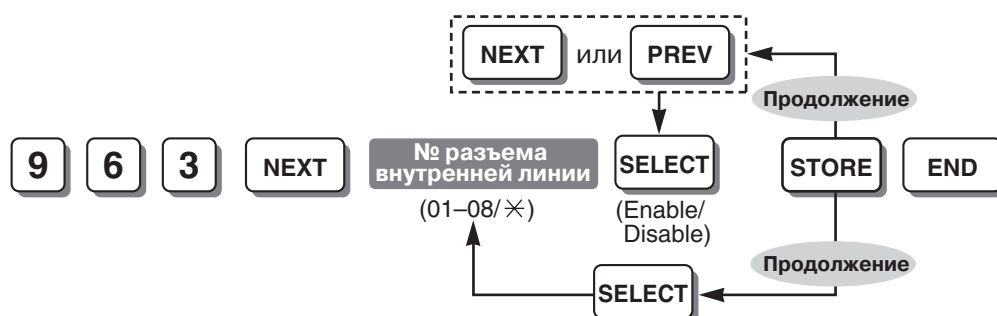 NEXT или PREV
Продолжение
9 6 3 NEXT № разъема внутренней линии SELECT STORE END
(01–08/✳)
(Enable/
Disable)
Продолжение
SELECT